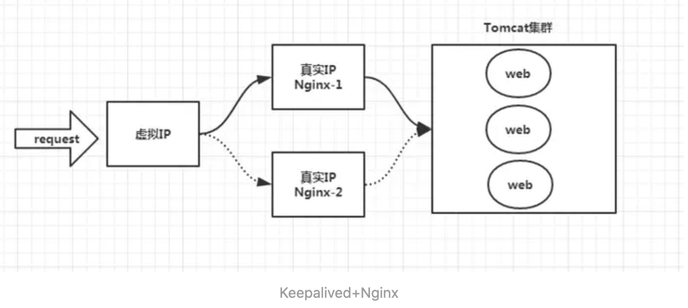 Tomcat集群
request
虚拟IP
真实IP
Nginx-1
真实IP
Nginx-2
web
web
web
Keepalived+Nginx